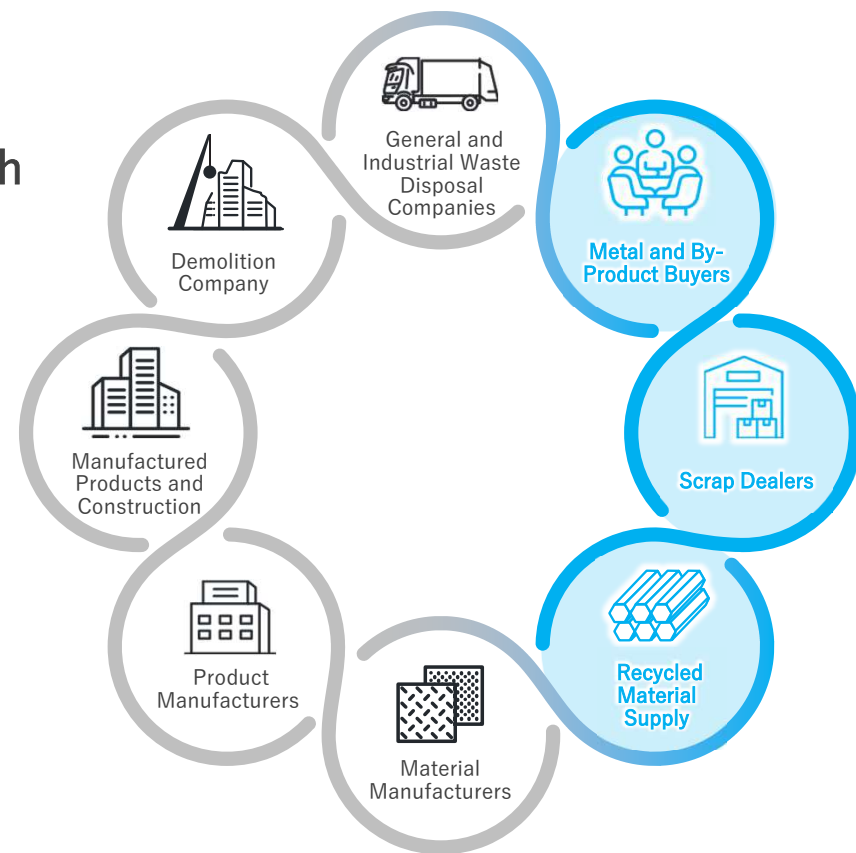 h
General and
Industrial Waste
Disposal
Companies
Metal and By-
Product Buyers
Scrap Dealers
Recycled
Material
Supply
Material
Manufacturers
Product
Manufacturers
Manufactured
Products and
Construction
Demolition
Company